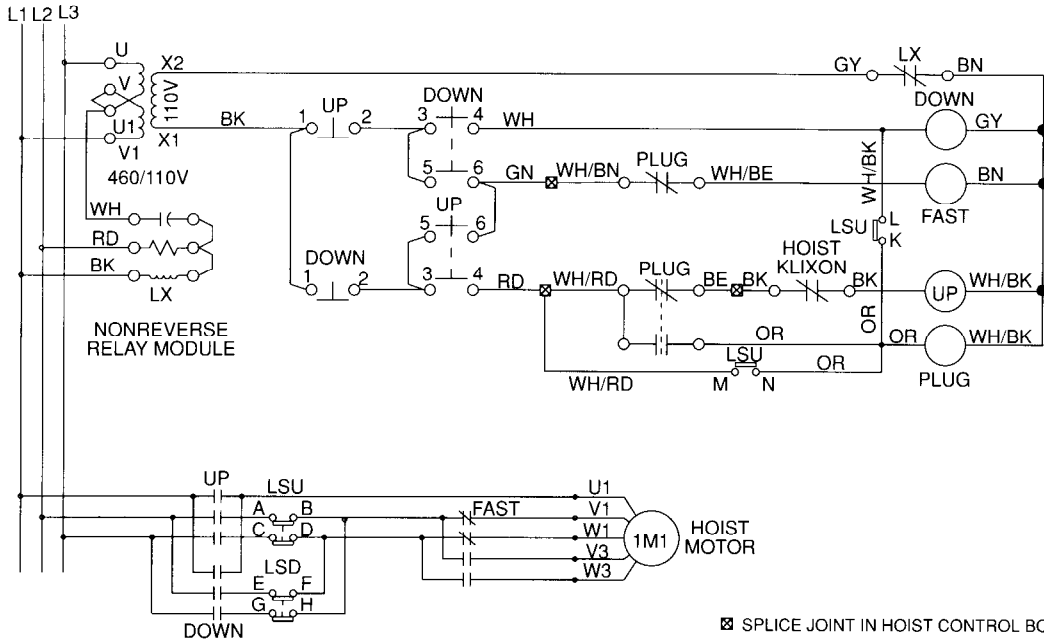 L1 L2 L3
U
X2
GY
LX
BN
V
110V
DOWN
BK
1
UP
2
3
DOWN
4
WH
GY
U1
X1
V1
460/110V
5
6
GN
WH/BN
PLUG
WH/BE
WH/BK
BN
FAST
WH
UP
5
6
LSU
L
K
RD
HOIST
KLIXON
BK
DOWN
1
2
3
4
RD
WH/RD
PLUG
BE
BK
BK
UP
WH/BK
LX
NONREVERSE
RELAY MODULE
OR
OR
OR
WH/BK
LSU
WH/RD
M
N
OR
PLUG
UP
LSU
U1
A
B
FAST
V1
C
D
W1
1M1
HOIST
MOTOR
V3
LSD
W3
E
F
G
H
DOWN
SPLICE JOINT IN HOIST CONTROL